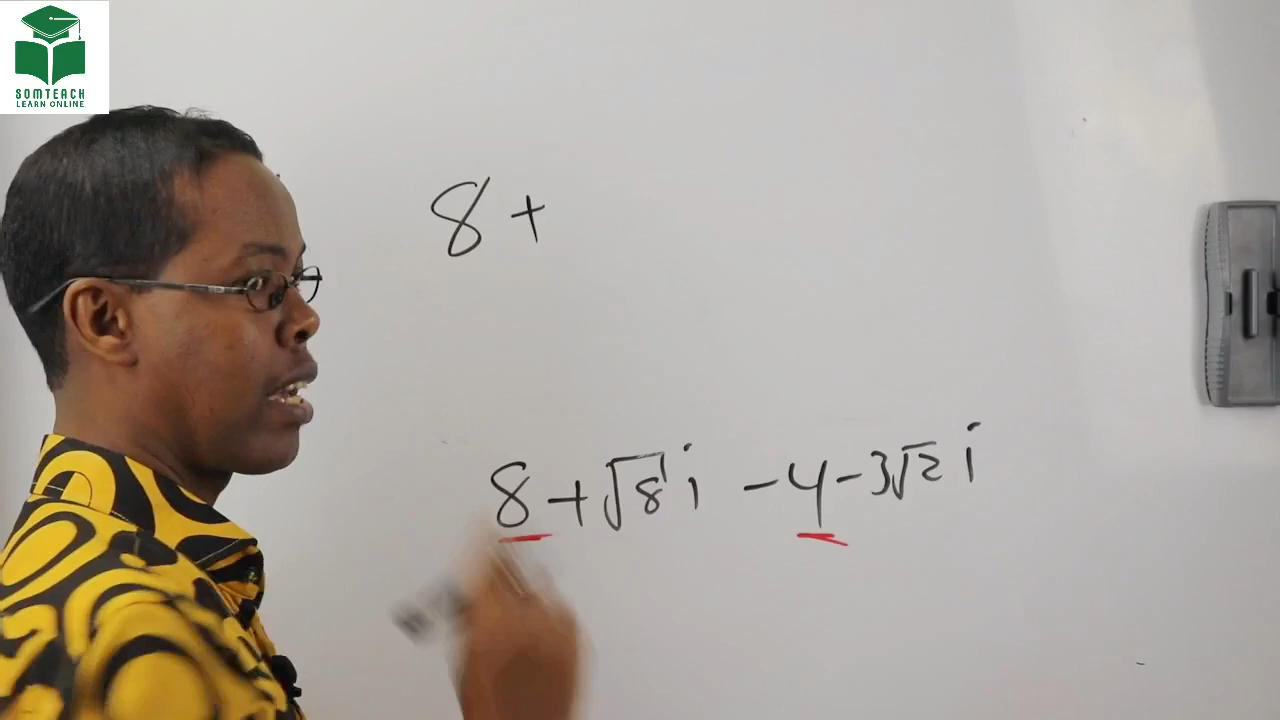 SOMTEACH
LEARN ONLINE
8 +
8 + √8 i - 4 - 3√2 i